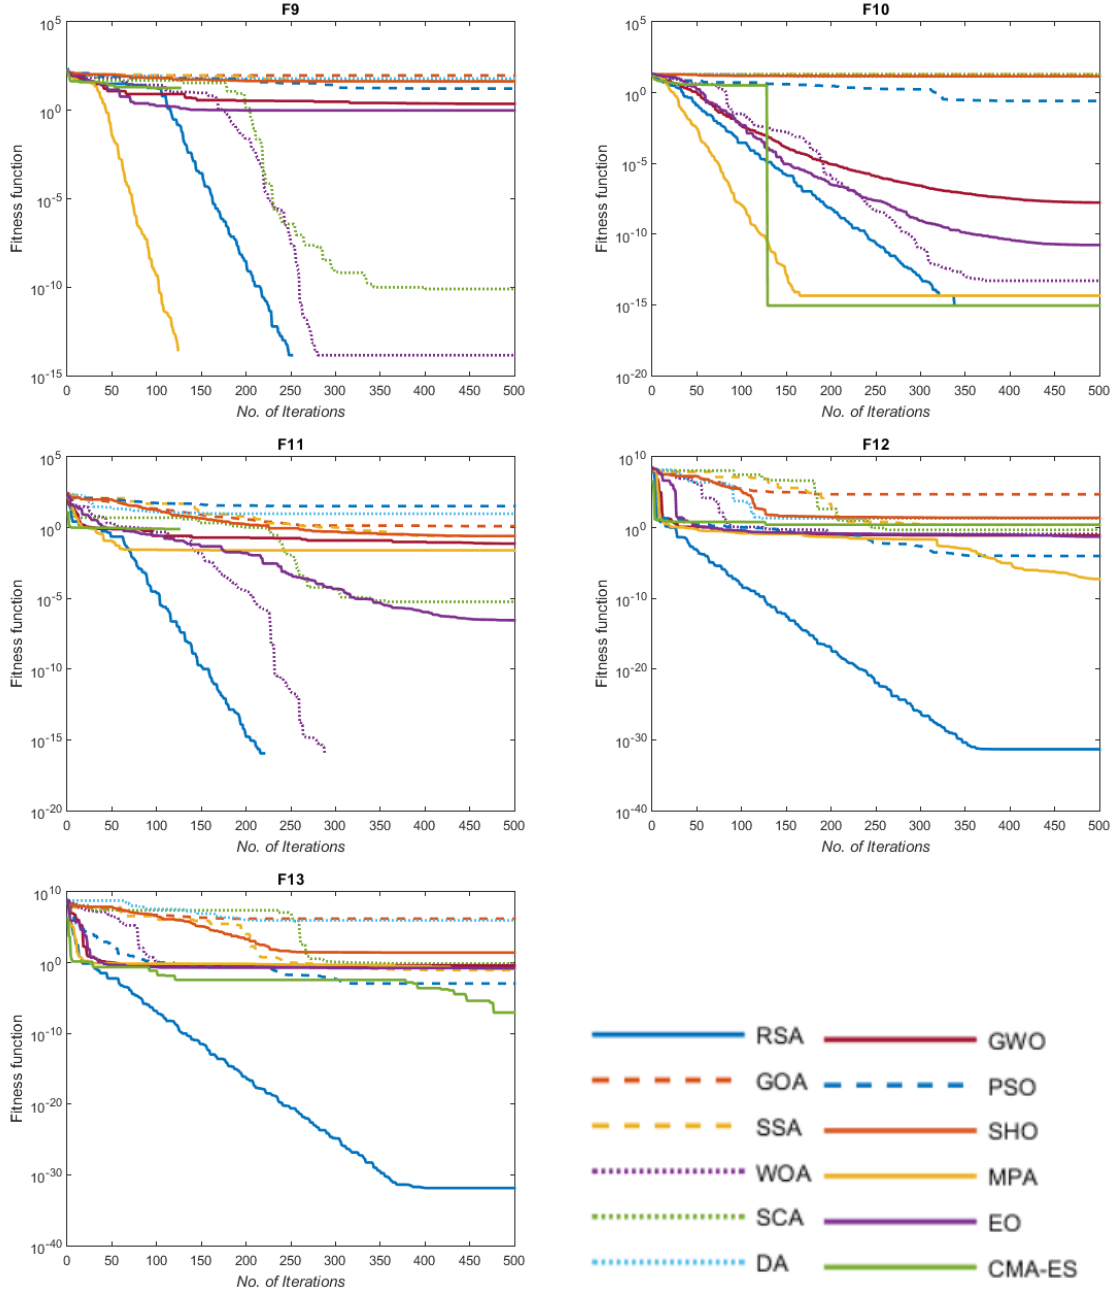 F9
10^5
10^0
10^-5
10^-10
10^-15
Fitness function
0 50 100 150 200 250 300 350 400 450 500
No. of Iterations
F10
10^5
10^0
10^-5
10^-10
10^-15
10^-20
Fitness function
0 50 100 150 200 250 300 350 400 450 500
No. of Iterations
F11
10^5
10^0
10^-5
10^-10
10^-15
10^-20
Fitness function
0 50 100 150 200 250 300 350 400 450 500
No. of Iterations
F12
10^10
10^0
10^-10
10^-20
10^-30
10^-40
Fitness function
0 50 100 150 200 250 300 350 400 450 500
No. of Iterations
F13
10^10
10^0
10^-10
10^-20
10^-30
10^-40
Fitness function
0 50 100 150 200 250 300 350 400 450 500
No. of Iterations
RSA
GOA
SSA
WOA
SCA
DA
GWO
PSO
SHO
MPA
EO
CMA-ES